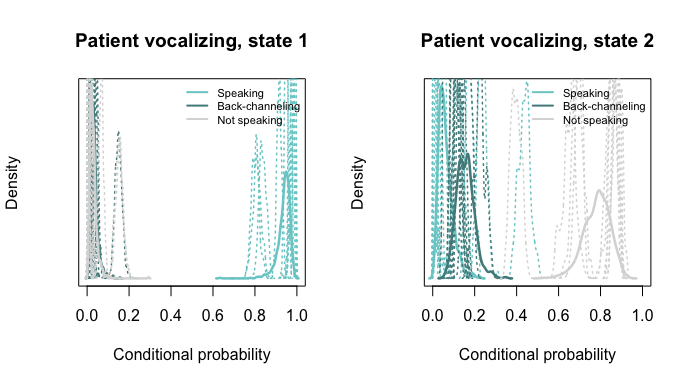 Patient vocalizing, state 1
Speaking
Back-channeling
Not speaking
Density
0.0 0.2 0.4 0.6 0.8 1.0
Conditional probability
Patient vocalizing, state 2
Speaking
Back-channeling
Not speaking
Density
0.0 0.2 0.4 0.6 0.8 1.0
Conditional probability